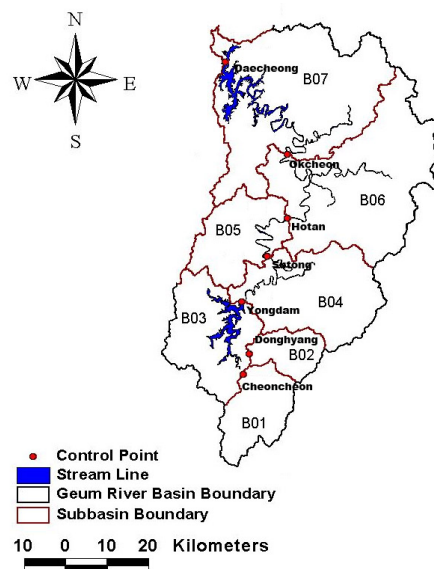 N
W E
S
Daecheong
B07
Okcheon
B06
Hotan
B05
Sutong
B04
Yongdam
B03
Donghyang
B02
Cheoncheon
B01
Control Point
Stream Line
Geum River Basin Boundary
Subbasin Boundary
10 0 10 20 Kilometers